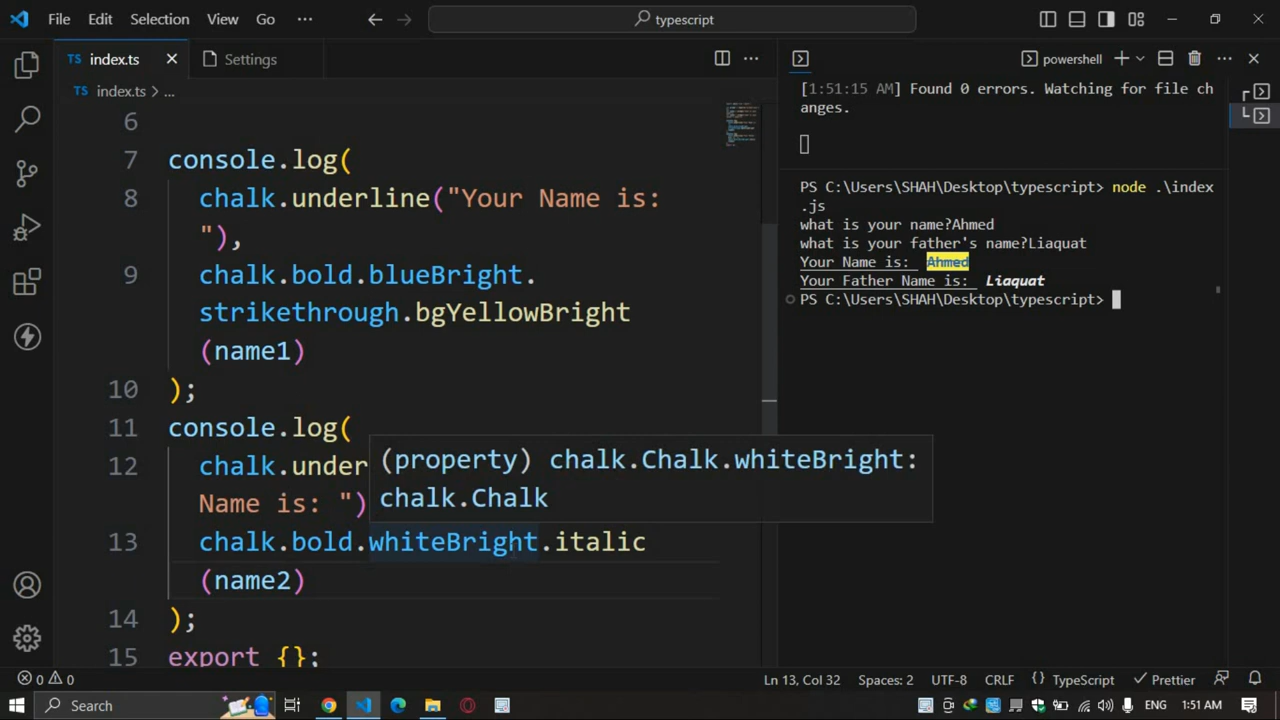 File Edit Selection View Go ··· typescript
TS index.ts Settings ···
TS index.ts > ...
6
7 console.log(
8 chalk.underline("Your Name is:
"),
9 chalk.bold.blueBright.
strikethrough.bgYellowBright
(name1)
10 );
11 console.log(
12 chalk.under
Name is: ")
(property) chalk.Chalk.whiteBright:
chalk.Chalk
13 chalk.bold.whiteBright.italic
(name2)
14 );
15 export {};
powershell
[1:51:15 AM] Found 0 errors. Watching for file ch
anges.
PS C:\Users\SHAH\Desktop\typescript> node .\index
.js
what is your name?Ahmed
what is your father's name?Liaquat
Your Name is: Ahmed
Your Father Name is: Liaquat
PS C:\Users\SHAH\Desktop\typescript>
0 0 Ln 13, Col 32 Spaces: 2 UTF-8 CRLF {} TypeScript Prettier
Search ENG 1:51 AM